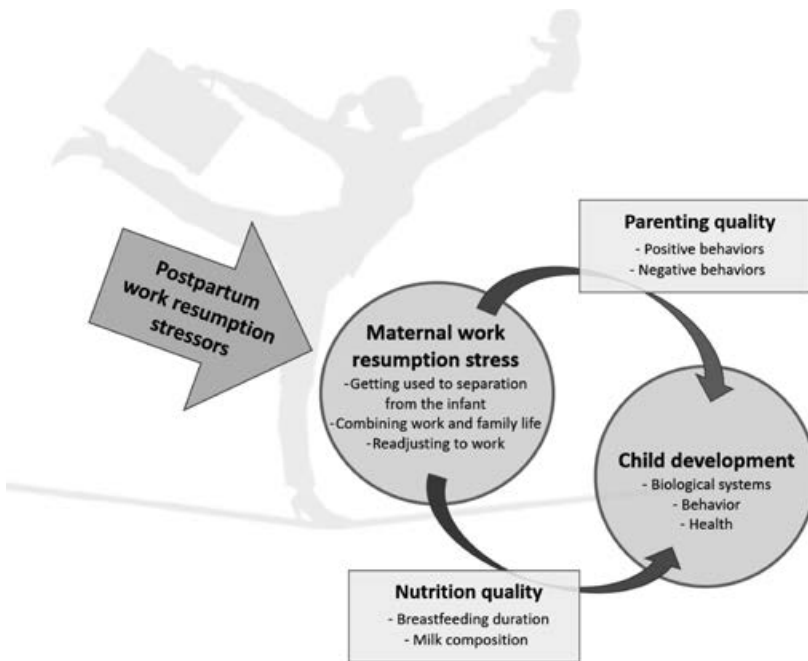 Postpartum
work resumption
stressors
Maternal work
resumption stress
-Getting used to separation
from the infant
-Combining work and family life
-Readjusting to work
Parenting quality
- Positive behaviors
- Negative behaviors
Nutrition quality
- Breastfeeding duration
- Milk composition
Child development
- Biological systems
- Behavior
- Health